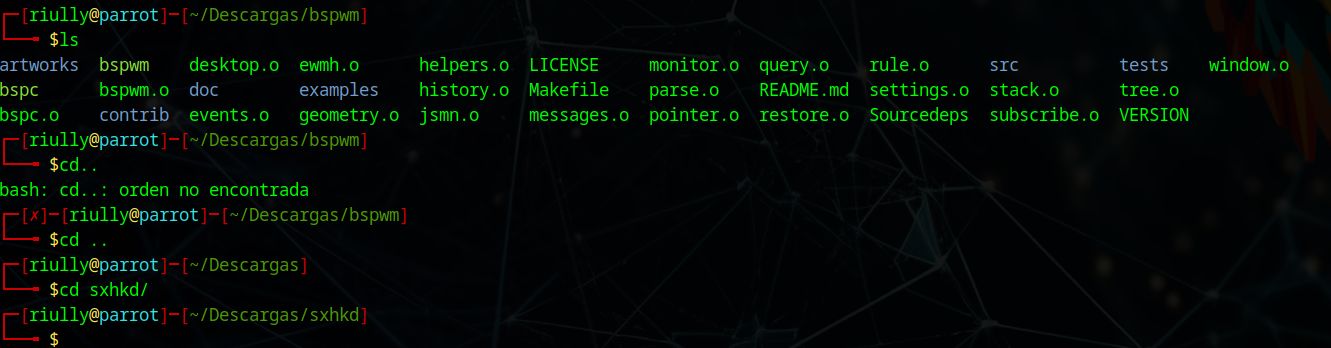 ┌─[riully@parrot]─[~/Descargas/bspwm]
└──╼ $ls
artworks  bspwm    desktop.o  ewmh.o      helpers.o  LICENSE     monitor.o  query.o    rule.o      src          tests    window.o
bspc      bspwm.o  doc        examples    history.o  Makefile    parse.o    README.md  settings.o  stack.o      tree.o
bspc.o    contrib  events.o   geometry.o  jsmn.o     messages.o  pointer.o  restore.o  Sourcedeps  subscribe.o  VERSION
┌─[riully@parrot]─[~/Descargas/bspwm]
└──╼ $cd..
bash: cd..: orden no encontrada
┌─[✗]─[riully@parrot]─[~/Descargas/bspwm]
└──╼ $cd ..
┌─[riully@parrot]─[~/Descargas]
└──╼ $cd sxhkd/
┌─[riully@parrot]─[~/Descargas/sxhkd]
└──╼ $